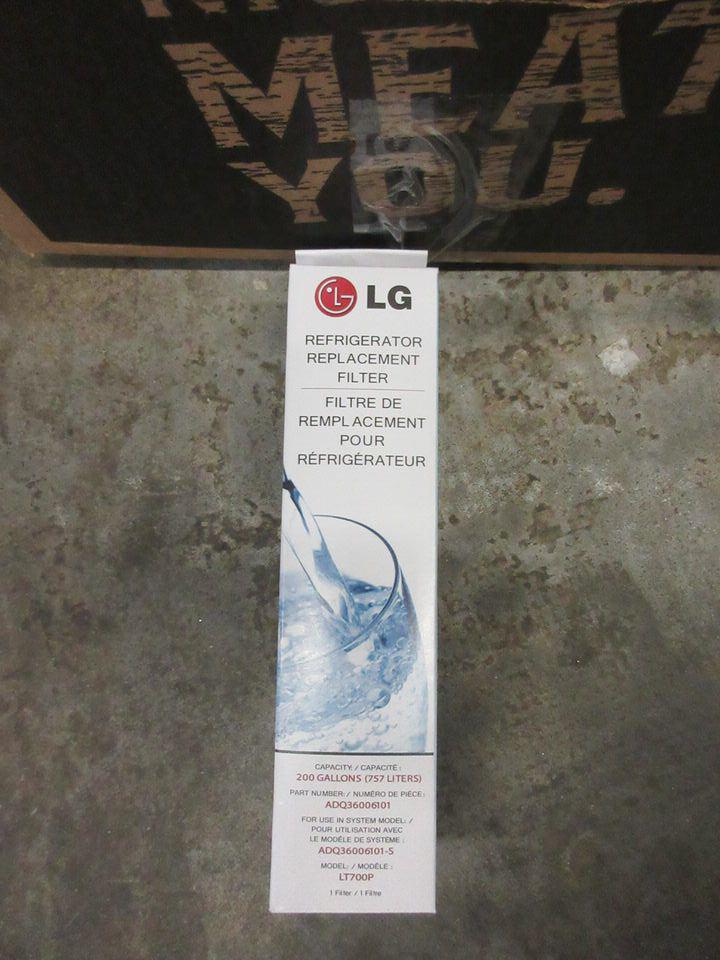 MEAT
YOU.
LG
REFRIGERATOR
REPLACEMENT
FILTER
FILTRE DE
REMPLACEMENT
POUR
RÉFRIGÉRATEUR
CAPACITY: / CAPACITÉ :
200 GALLONS (757 LITERS)
PART NUMBER: / NUMÉRO DE PIÈCE:
ADQ36006101
FOR USE IN SYSTEM MODEL: /
POUR UTILISATION AVEC
LE MODÈLE DE SYSTÈME :
ADQ36006101-S
MODEL: / MODÈLE :
LT700P
1 Filter / 1 Filtre